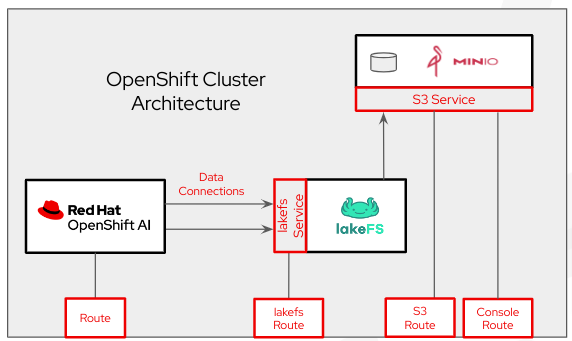 OpenShift Cluster
Architecture
MINIO
S3 Service
Data
Connections
Red Hat
OpenShift AI
lakefs
Service
lakeFS
Route
lakefs
Route
S3
Route
Console
Route